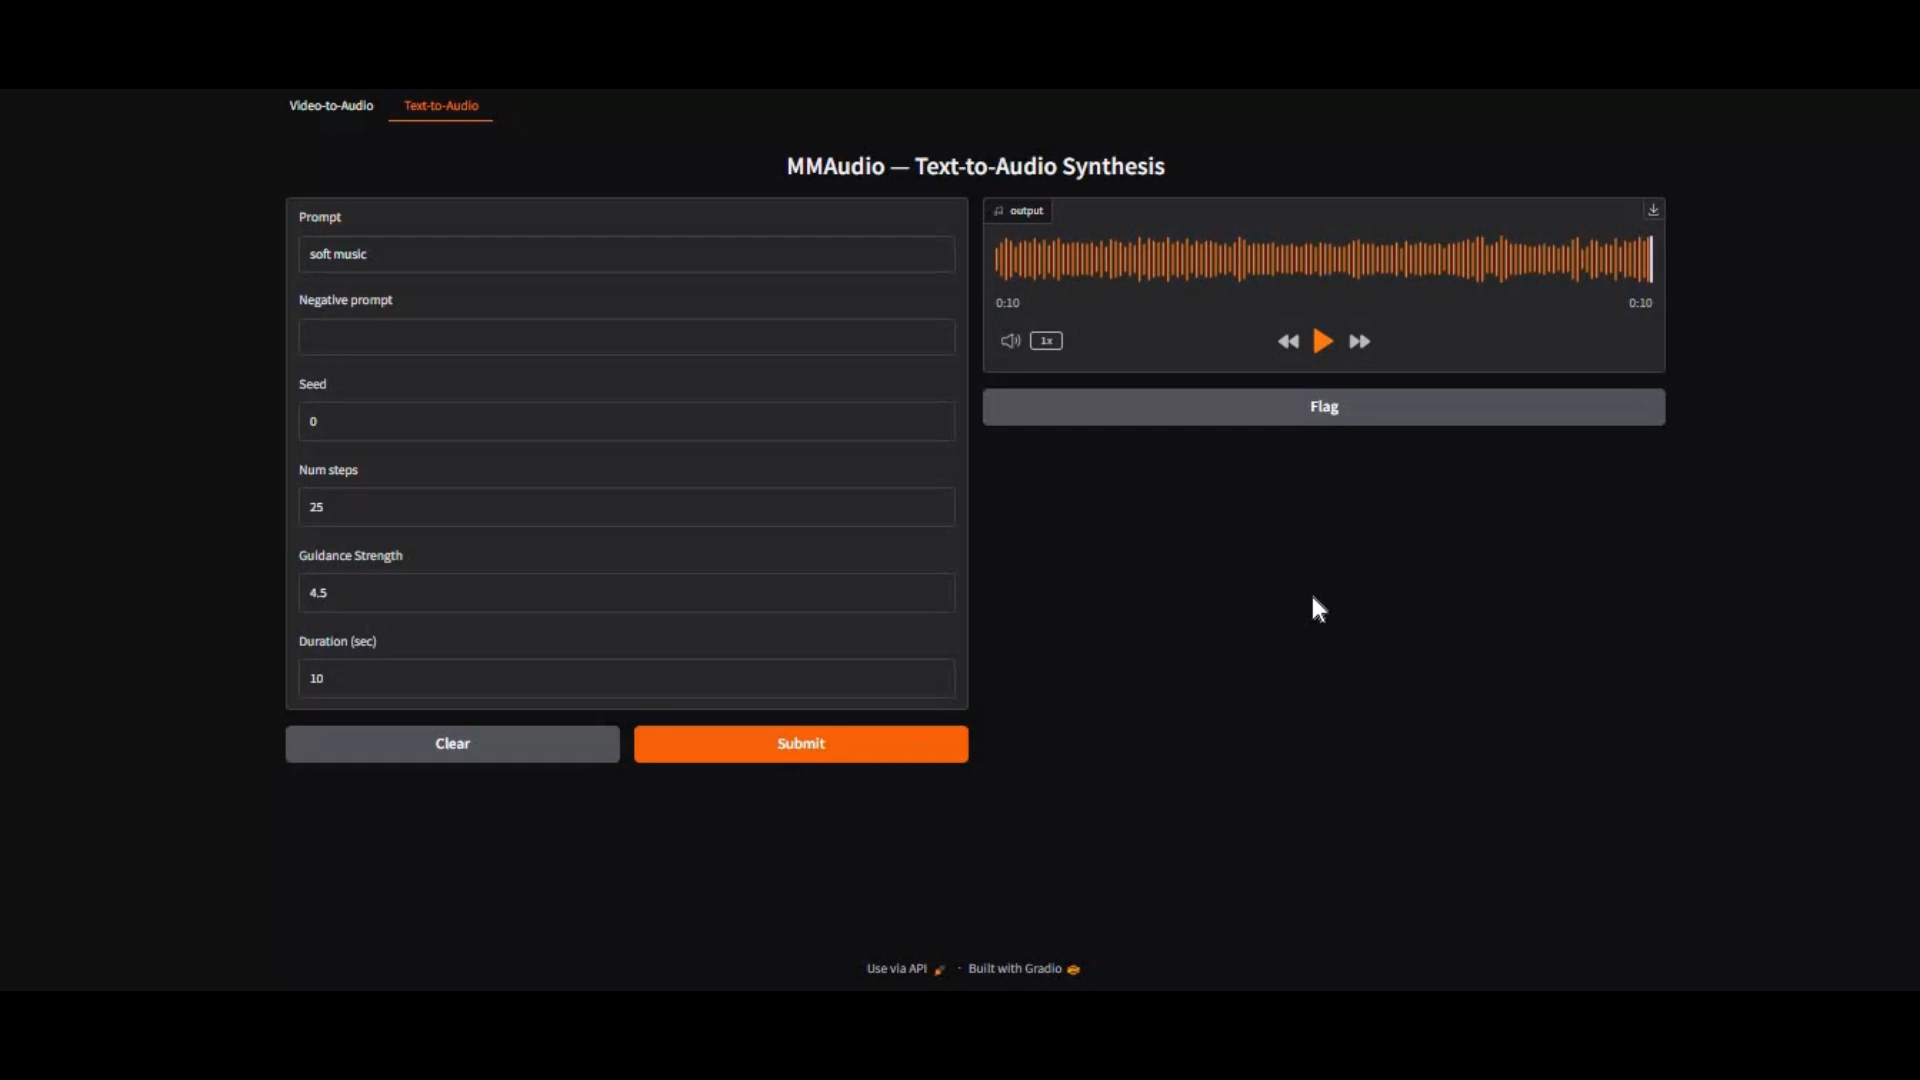 Video-to-Audio Text-to-Audio
MMAudio — Text-to-Audio Synthesis
Prompt
soft music
Negative prompt
Seed
0
Num steps
25
Guidance Strength
4.5
Duration (sec)
10
Clear Submit
output
0:10 0:10
1x
Flag
Use via API · Built with Gradio